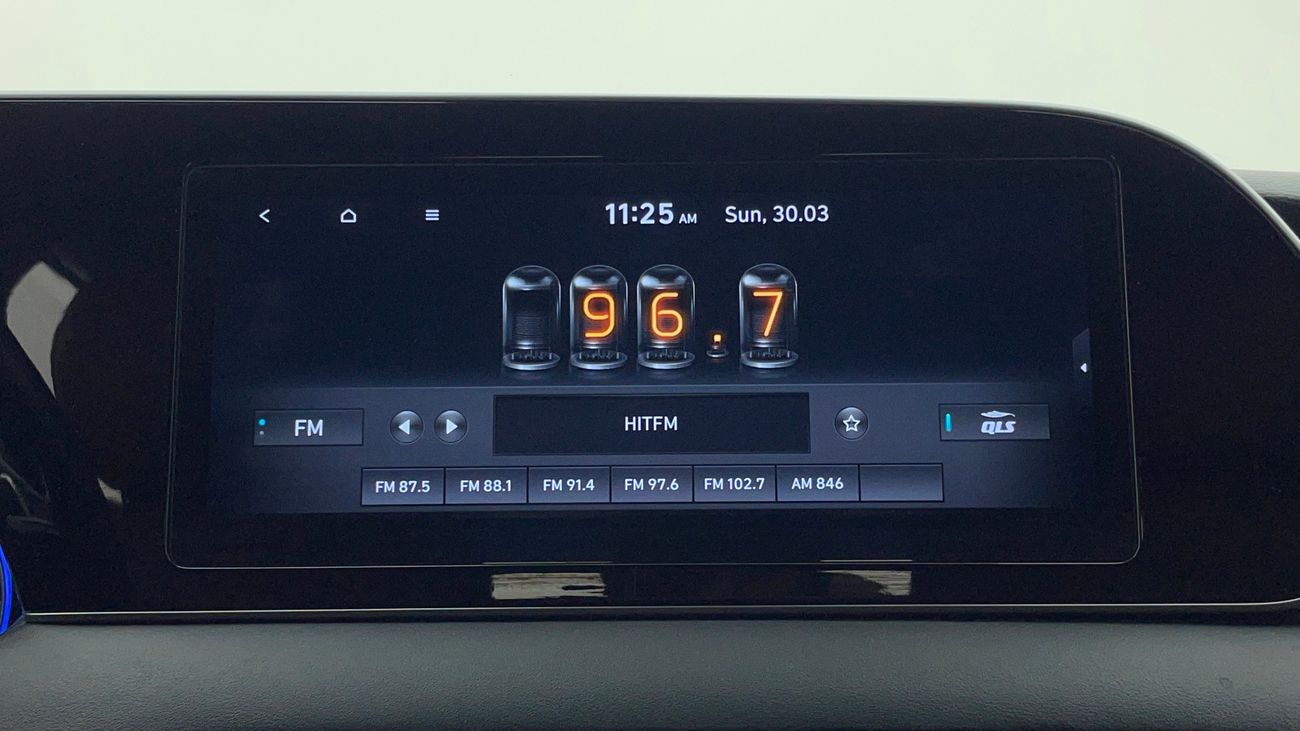 11:25 AM Sun, 30.03
96.7
FM
HITFM
QLS
FM 87.5 FM 88.1 FM 91.4 FM 97.6 FM 102.7 AM 846